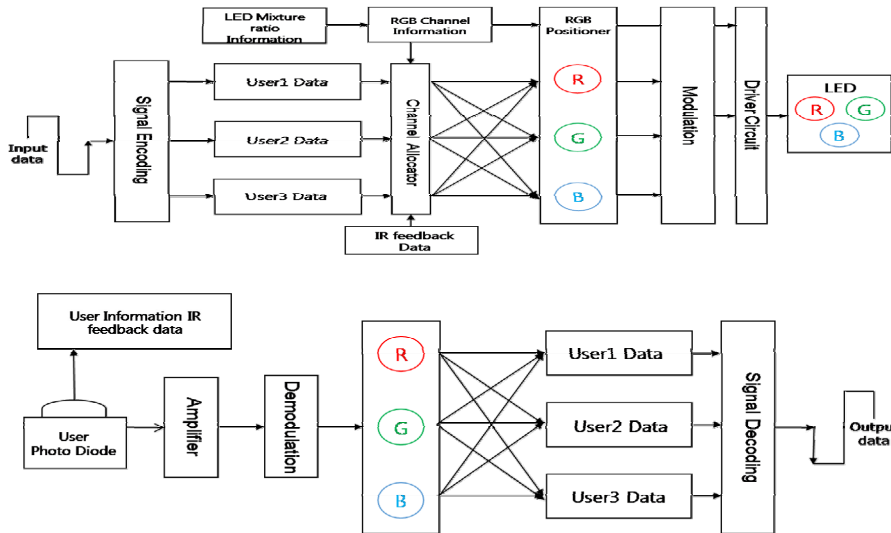 LED Mixture
ratio
Information
RGB Channel
Information
RGB
Positioner
Input
data
Signal Encoding
User1 Data
User2 Data
User3 Data
Channel Allocator
IR feedback
Data
R
G
B
Modulation
Driver Circuit
LED
R
G
B
User Information IR
feedback data
User
Photo Diode
Amplifier
Demodulation
R
G
B
User1 Data
User2 Data
User3 Data
Signal Decoding
Output
data